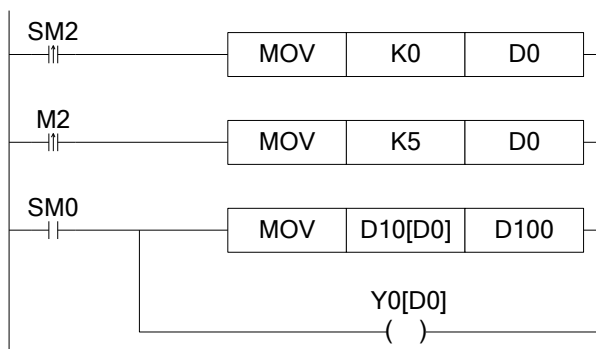 SM2
MOV K0 D0
M2
MOV K5 D0
SM0
MOV D10[D0] D100
Y0[D0]
( )